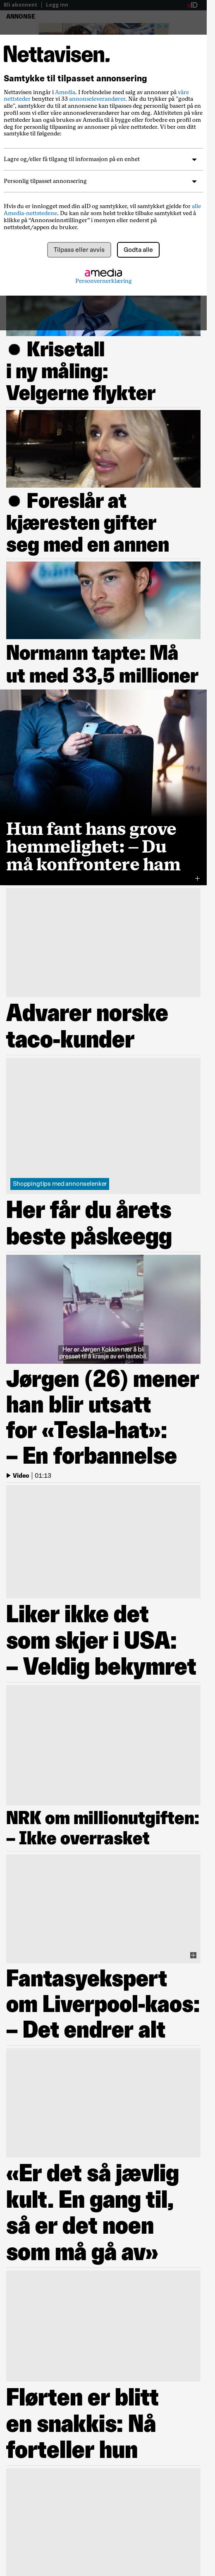 Bli abonnent | Logg inn
aID
ANNONSE
Nettavisen.
Samtykke til tilpasset annonsering
Nettavisen inngår i Amedia. I forbindelse med salg av annonser på våre
nettsteder benytter vi 33 annonseleverandører. Når du trykker på "godta
alle", samtykker du til at annonsene tilpasses deg personlig basert på en
profil som vi eller våre annonseleverandører har om deg. Aktiviteten på våre
nettsteder kan også bli brukt av Amedia til å bygge eller forbedre en profil om
deg for personlig tilpasning av annonser på våre nettsteder. Vi ber om ditt
samtykke til følgende:
Lagre og/eller få tilgang til informasjon på en enhet
Personlig tilpasset annonsering
Hvis du er innlogget med din aID og samtykker, vil samtykket gjelde for alle
Amedia-nettstedene. Du kan når som helst trekke tilbake samtykket ved å
klikke på “Annonseinnstillinger” i menyen eller nederst på
nettstedet/appen du bruker.
Tilpass eller avvis
Godta alle
amedia
Personvernerklæring
Krisetall
i ny måling:
Velgerne flykter
Foreslår at
kjæresten gifter
seg med en annen
Normann tapte: Må
ut med 33,5 millioner
Hun fant hans grove
hemmelighet: – Du
må konfrontere ham
Advarer norske
taco-kunder
Shoppingtips med annonselenker
Her får du årets
beste påskeegg
Her er Jørgen Kokkin nær å bli
presset til å krasje av en lastebil.
Jørgen (26) mener
han blir utsatt
for «Tesla-hat»:
– En forbannelse
Video | 01:13
Liker ikke det
som skjer i USA:
– Veldig bekymret
NRK om millionutgiften:
– Ikke overrasket
Fantasyekspert
om Liverpool-kaos:
– Det endrer alt
«Er det så jævlig
kult. En gang til,
så er det noen
som må gå av»
Flørten er blitt
en snakkis: Nå
forteller hun